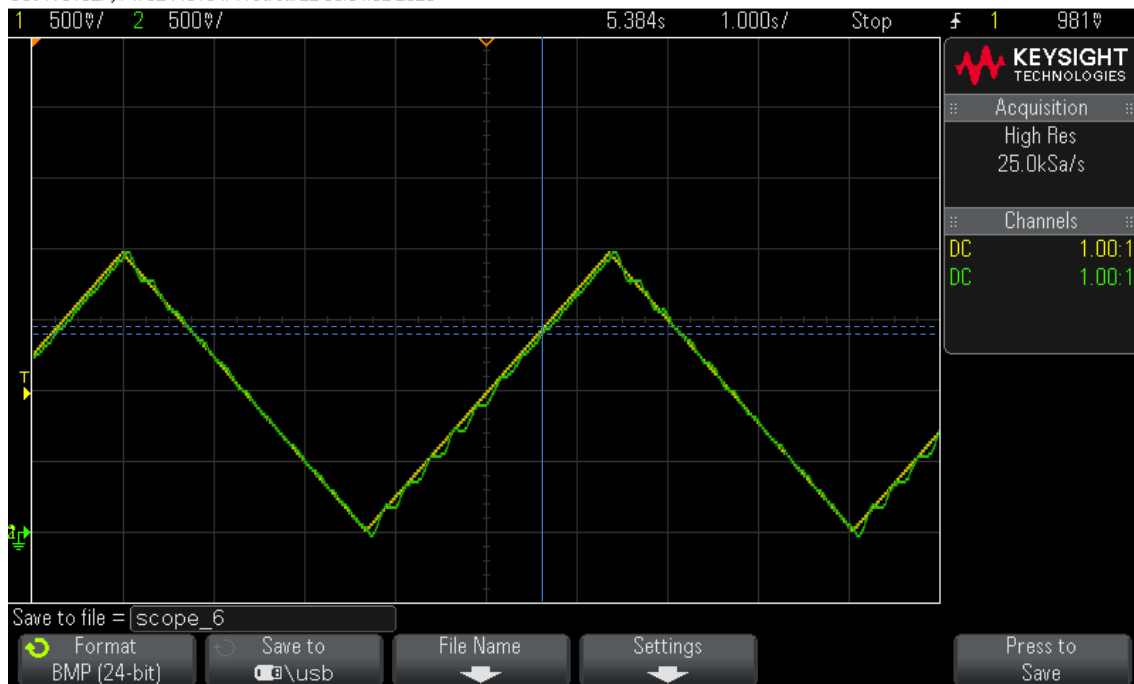 1 500mV/ 2 500mV/ 5.384s 1.000s/ Stop 1 981mV
KEYSIGHT
TECHNOLOGIES
Acquisition
High Res
25.0kSa/s
Channels
DC 1.00:1
DC 1.00:1
T
Save to file = scope_6
Format
BMP (24-bit)
Save to
\usb
File Name
Settings
Press to
Save